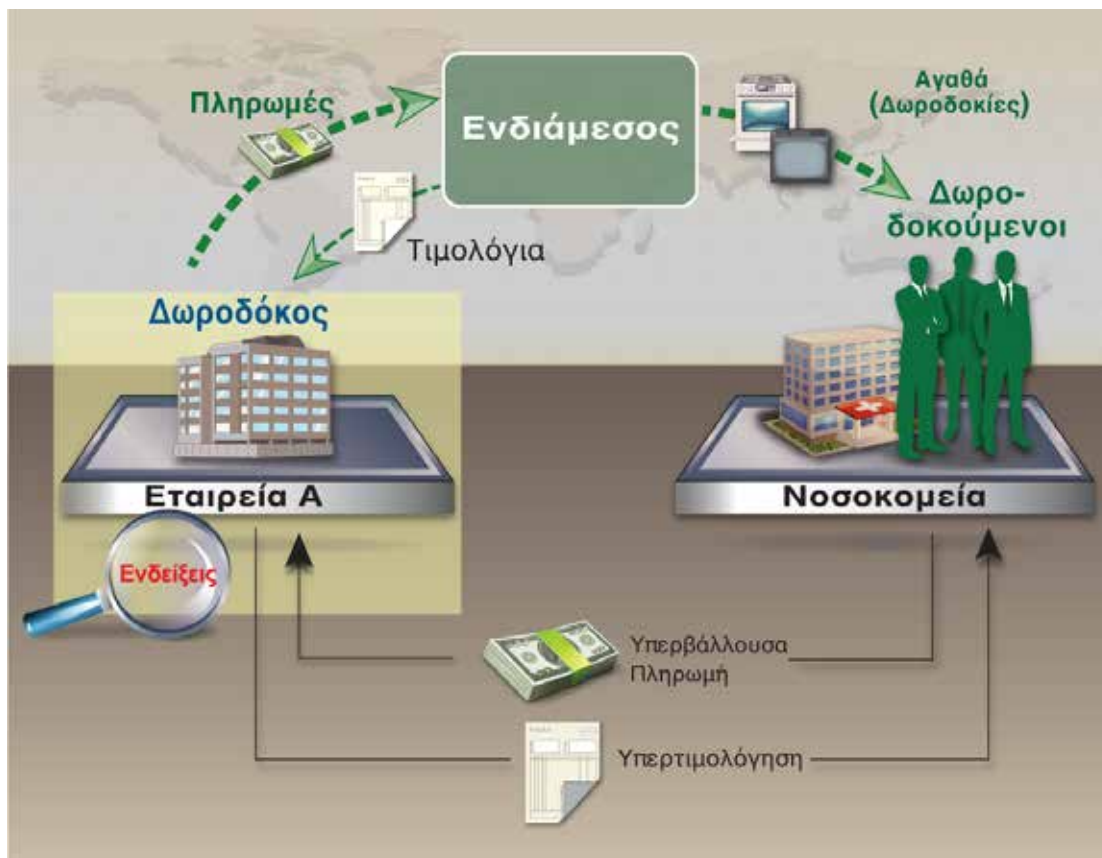 Πληρωμές
Ενδιάμεσος
Αγαθά
(Δωροδοκίες)
Τιμολόγια
Δωρο-
δοκούμενοι
Δωροδόκος
Εταιρεία Α
Νοσοκομεία
Ενδείξεις
Υπερβάλλουσα
Πληρωμή
Υπερτιμολόγηση